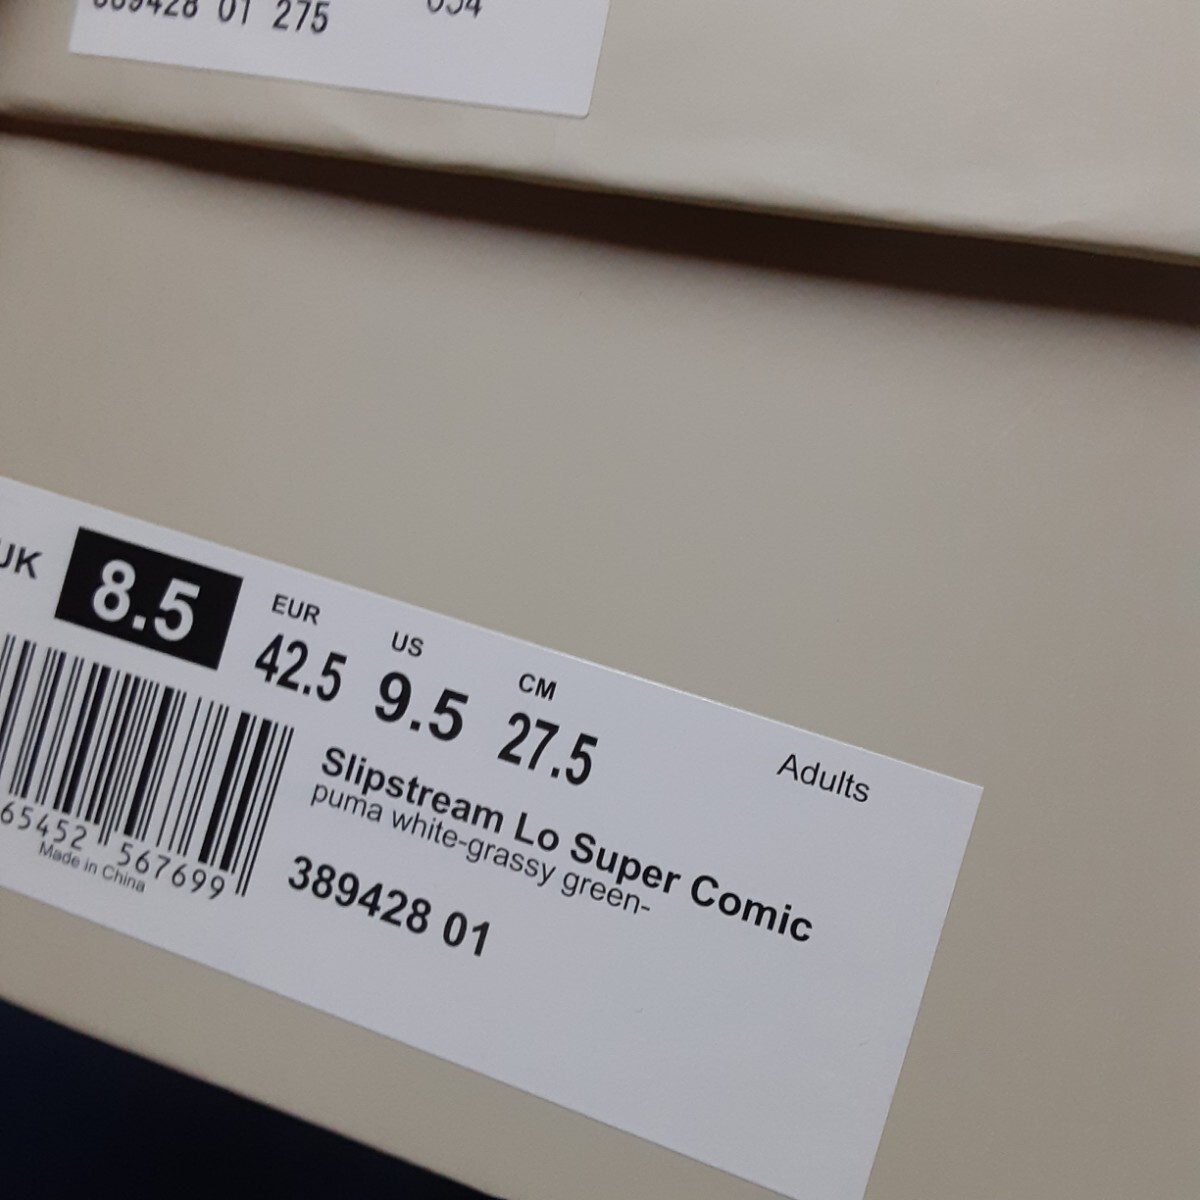 389428 01 275 654
UK 8.5 EUR 42.5 US 9.5 CM 27.5 Adults
Slipstream Lo Super Comic
puma white-grassy green-
389428 01
65452 567699
Made in China